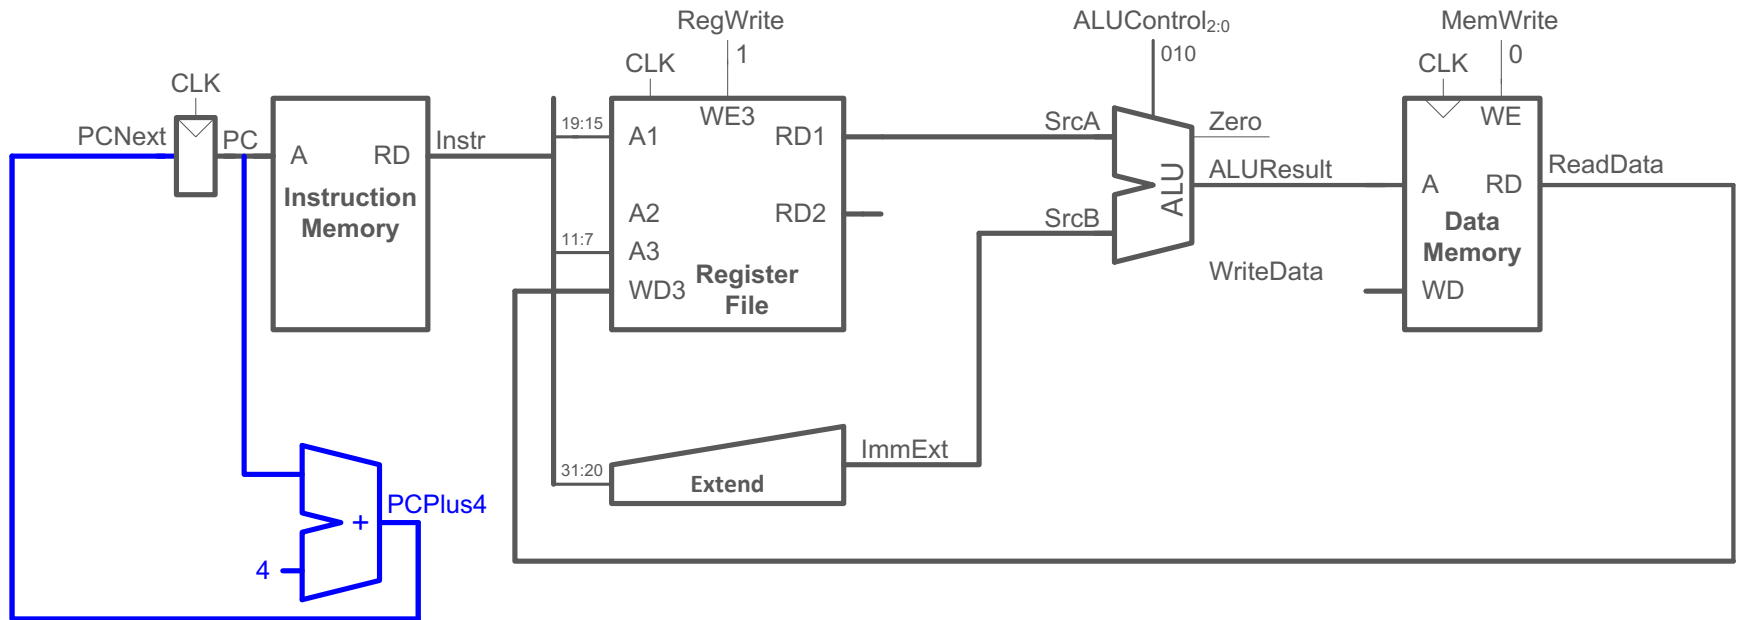 RegWrite
ALUControl2:0
MemWrite
1
010
0
CLK
CLK
CLK
PCNext
PC
Instr
19:15
A1
WE3
RD1
SrcA
Zero
WE
A
RD
Instruction
Memory
ALUResult
ReadData
A
RD
ALU
A2
RD2
SrcB
Data
Memory
11:7
A3
WD3
Register
File
WriteData
WD
ImmExt
31:20
Extend
PCPlus4
+
4